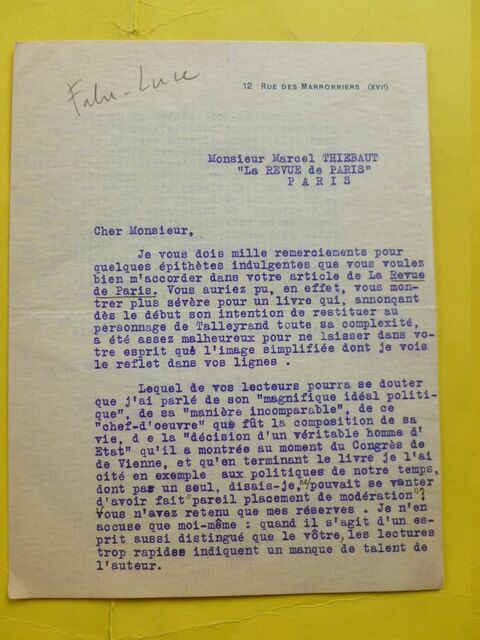 Fabre-Luce
12 RUE DES MARRONNIERS (XVIᵉ)
Monsieur Marcel THIEBAUT
"La REVUE de PARIS"
P A R I S
Cher Monsieur,
Je vous dois mille remerciements pour
quelques épithètes indulgentes que vous voulez
bien m'accorder dans votre article de La Revue
de Paris. Vous auriez pu, en effet, vous mon-
trer plus sévère pour un livre qui, annonçant
dès le début son intention de restituer au
personnage de Talleyrand toute sa complexité,
a été assez malheureux pour ne laisser dans vo-
tre esprit que l'image simplifiée dont je vois
le reflet dans vos lignes .
Lequel de vos lecteurs pourra se douter
que j'ai parlé de son "magnifique idéal politi-
que", de sa "manière incomparable", de ce
"chef-d'oeuvre" que fût la composition de sa
vie, d e la "décision d'un véritable homme d'
Etat" qu'il a montrée au moment du Congrès de
de Vienne, et qu'en terminant le livre je l'ai
cité en exemple aux politiques de notre temps,
dont pas un seul, disais-je, ne pouvait se vanter
d'avoir fait "pareil placement de modération"?
Vous n'avez retenu que mes réserves . Je n'en
accuse que moi-même : quand il s'agit d'un es-
prit aussi distingué que le vôtre, les lectures
trop rapides indiquent un manque de talent de
l'auteur.